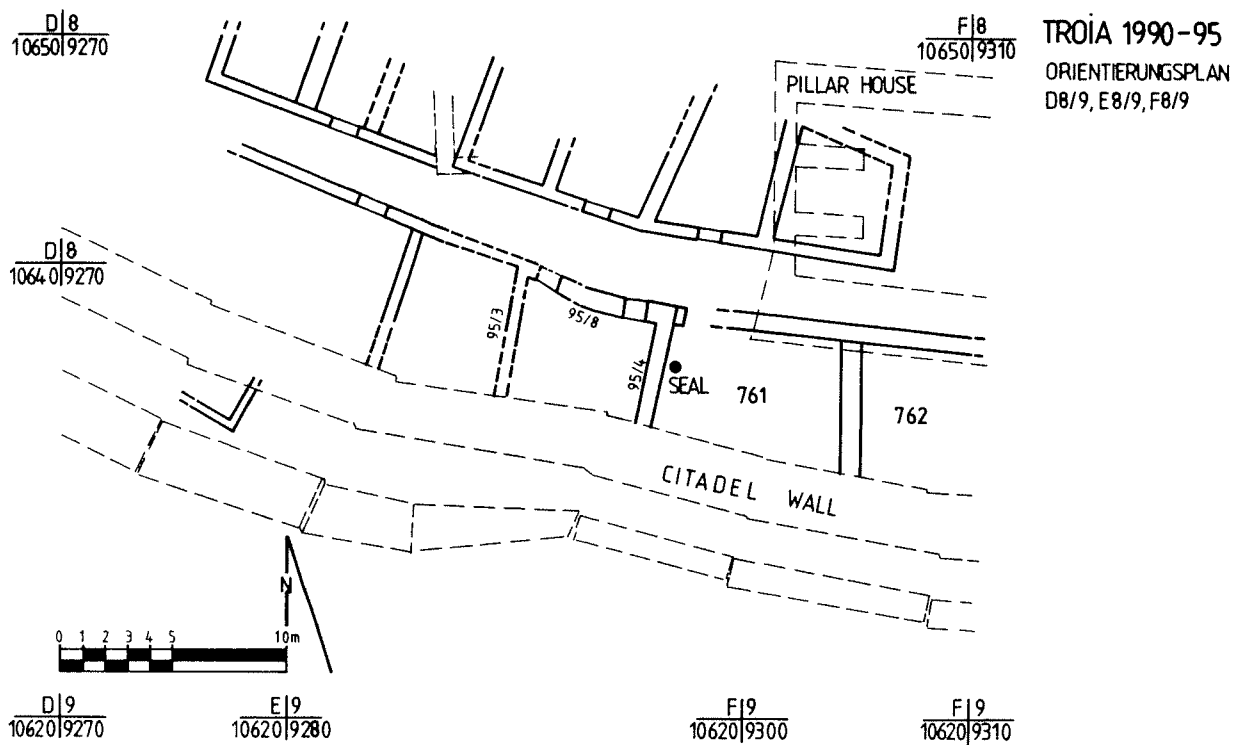 D|8
10650|9270
F|8
10650|9310
TROİA 1990-95
ORIENTIERUNGSPLAN
D8/9, E8/9, F8/9
PILLAR HOUSE
D|8
10640|9270
95/3
95/8
95/4
SEAL
761
762
CITADEL WALL
N
0 1 2 3 4 5 10m
D|9
10620|9270
E|9
10620|9280
F|9
10620|9300
F|9
10620|9310